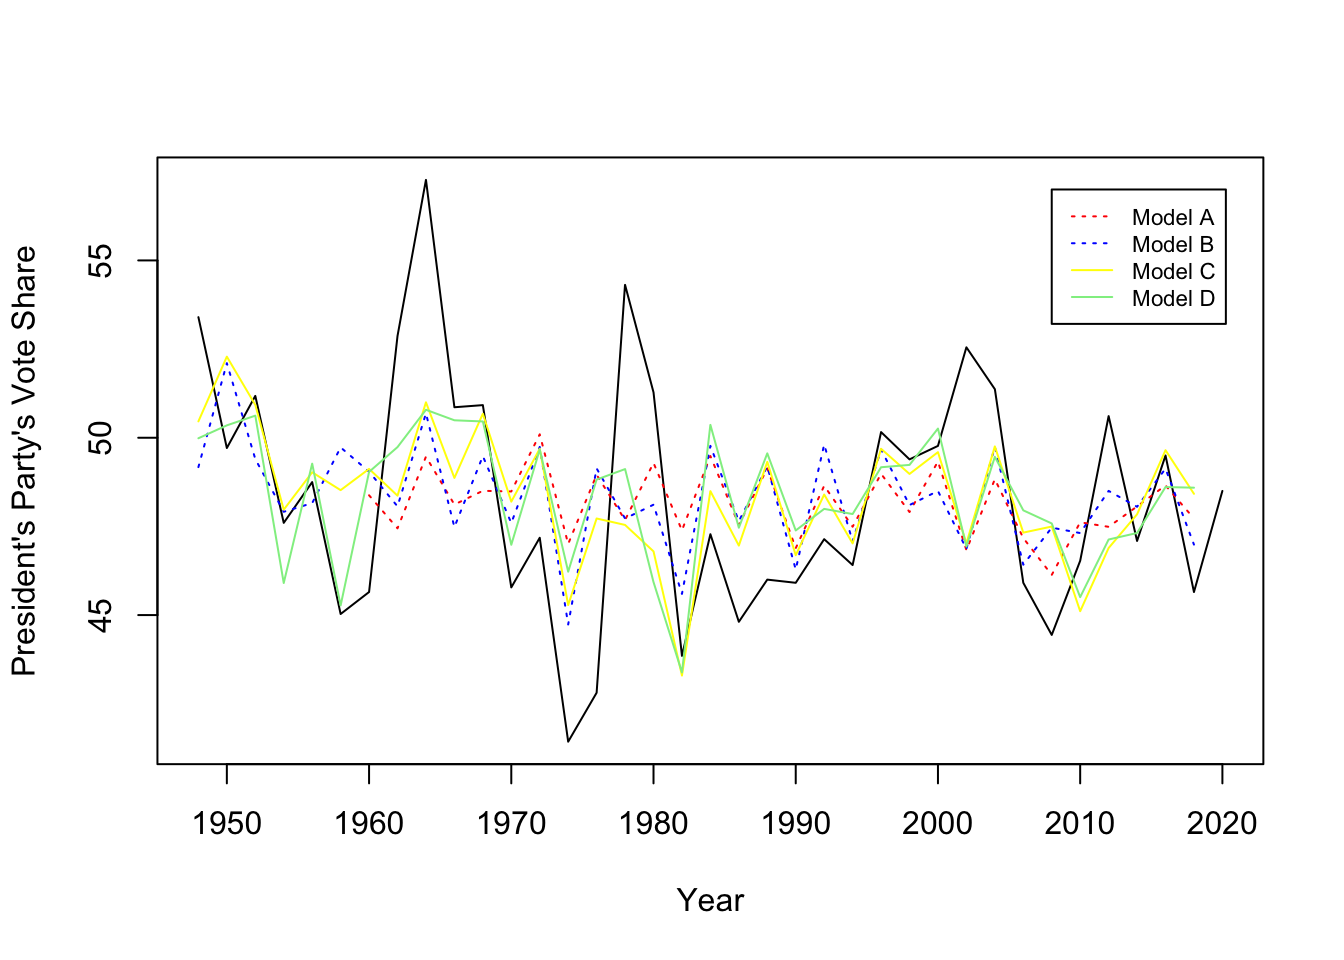 President's Party's Vote Share
55
50
45
Model A
Model B
Model C
Model D
1950 1960 1970 1980 1990 2000 2010 2020
Year